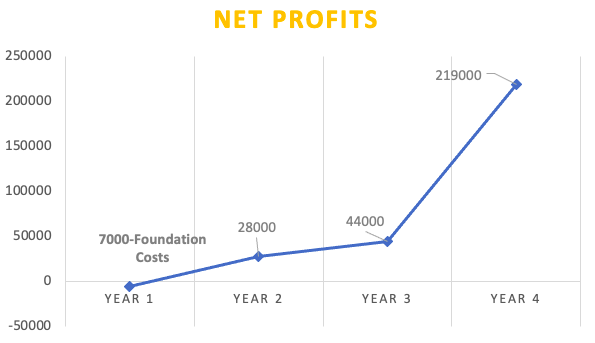 NET PROFITS
250000
200000
150000
100000
50000
0
-50000
219000
44000
28000
7000-Foundation
Costs
YEAR 1
YEAR 2
YEAR 3
YEAR 4